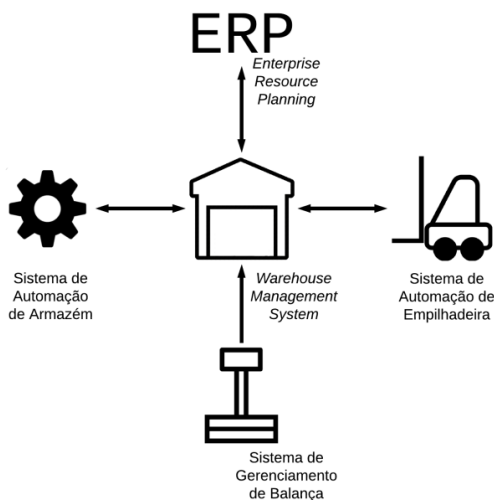 ERP
Enterprise
Resource
Planning
Sistema de
Automação
de Armazém
Warehouse
Management
System
Sistema de
Automação de
Empilhadeira
Sistema de
Gerenciamento
de Balança